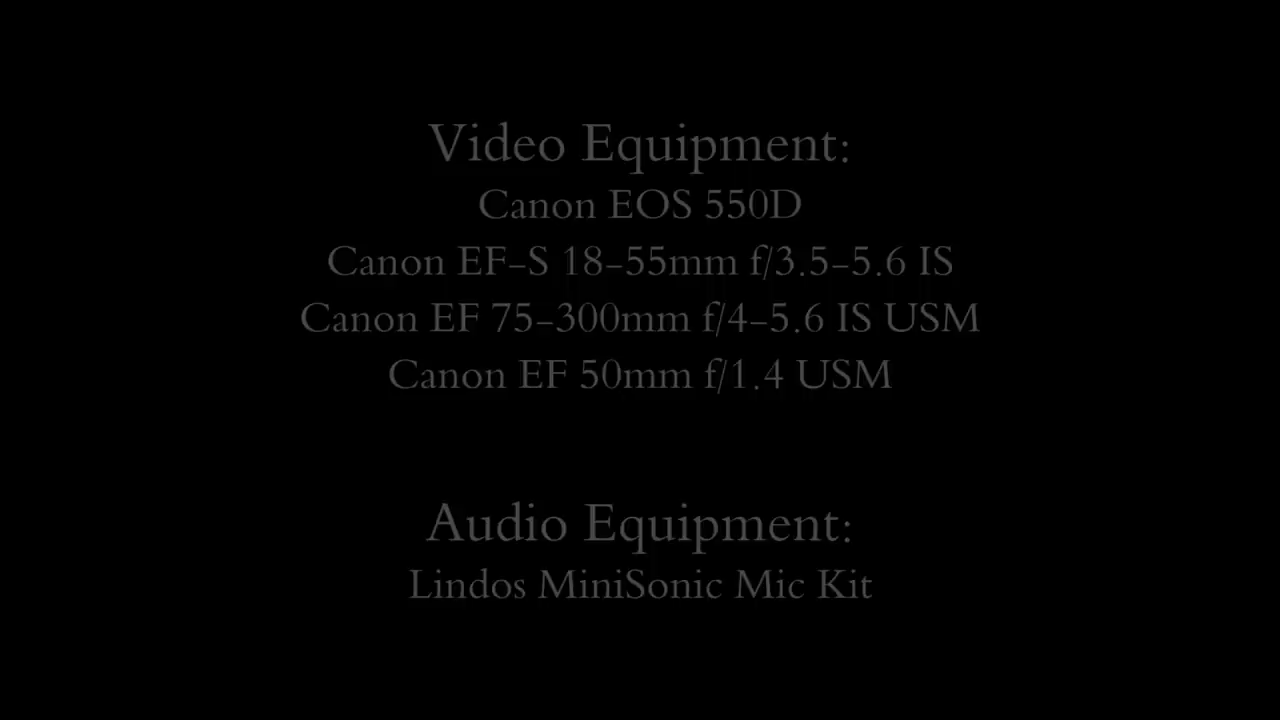 Video Equipment:
Canon EOS 550D
Canon EF-S 18-55mm f/3.5-5.6 IS
Canon EF 75-300mm f/4-5.6 IS USM
Canon EF 50mm f/1.4 USM
Audio Equipment:
Lindos MiniSonic Mic Kit